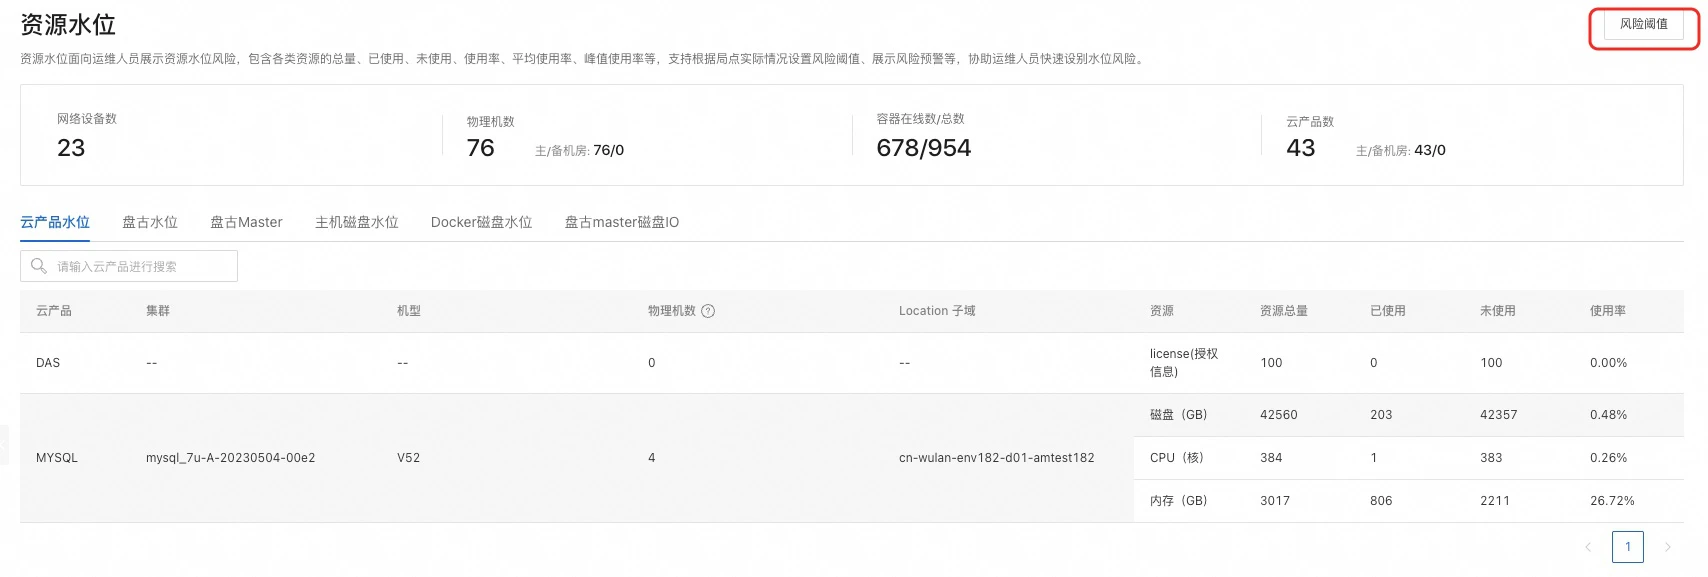 资源水位
风险阈值
资源水位面向运维人员展示资源水位风险，包含各类资源的总量、已使用、未使用、使用率、平均使用率、峰值使用率等，支持根据局点实际情况设置风险阈值、展示风险预警等，协助运维人员快速设别水位风险。
网络设备数
23
物理机数
76 主/备机房: 76/0
容器在线数/总数
678/954
云产品数
43 主/备机房: 43/0
云产品水位 盘古水位 盘古Master 主机磁盘水位 Docker磁盘水位 盘古master磁盘IO
请输入云产品进行搜索
云产品 集群 机型 物理机数 ? Location 子域 资源 资源总量 已使用 未使用 使用率
DAS -- -- 0 -- license(授权
信息) 100 0 100 0.00%
磁盘（GB) 42560 203 42357 0.48%
MYSQL mysql_7u-A-20230504-00e2 V52 4 cn-wulan-env182-d01-amtest182 CPU（核) 384 1 383 0.26%
内存（GB) 3017 806 2211 26.72%
1